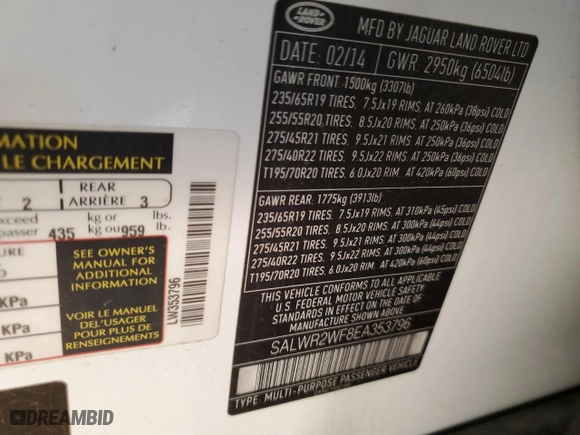 LAND
ROVER
MFD BY JAGUAR LAND ROVER LTD
DATE: 02/14 GWR: 2950kg (6504lb)
GAWR FRONT 1500kg (3307lb)
235/65R19 TIRES. 7.5Jx19 RIMS. AT 260kPa (38psi) COLD
255/55R20 TIRES. 8.5Jx20 RIMS. AT 250kPa (36psi) COLD
275/45R21 TIRES. 9.5Jx21 RIMS. AT 250kPa (36psi) COLD
275/40R22 TIRES. 9.5Jx22 RIMS. AT 250kPa (36psi) COLD
T195/70R20 TIRES. 6.0Jx20 RIM. AT 420kPa (60psi) COLD
GAWR REAR: 1775kg (3913lb)
235/65R19 TIRES. 7.5Jx19 RIMS. AT 310kPa (45psi) COLD
255/55R20 TIRES. 8.5Jx20 RIMS. AT 300kPa (44psi) COLD
275/45R21 TIRES. 9.5Jx21 RIMS. AT 300kPa (44psi) COLD
275/40R22 TIRES. 9.5Jx22 RIMS. AT 300kPa (44psi) COLD
T195/70R20 TIRES. 6.0Jx20 RIM. AT 420kPa (60psi) COLD
THIS VEHICLE CONFORMS TO ALL APPLICABLE
U.S. FEDERAL MOTOR VEHICLE SAFETY AND THEFT
PREVENTION STANDARDS IN EFFECT ON THE DATE OF
MANUFACTURE SHOWN ABOVE
SALWR2WF8EA353796
TYPE: MULTI-PURPOSE PASSENGER VEHICLE
MATION
LE CHARGEMENT
2 REAR
ARRIÈRE 3
xceed
passer 435 kg or
kg ou 959 lbs.
lb.
URE
SEE OWNER'S
MANUAL FOR
ADDITIONAL
INFORMATION
VOIR LE MANUEL
DE L'USAGER
POUR PLUS DE
RENSEIGNEMENTS
KPa
KPa
KPa
LW353796
DREAMBID